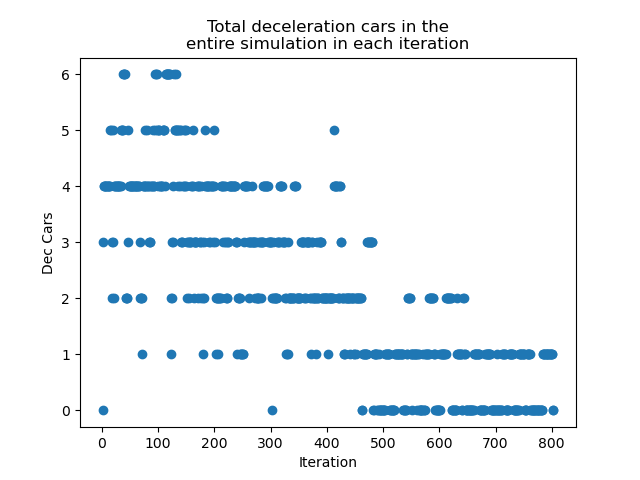 Total deceleration cars in the
entire simulation in each iteration
6
5
4
3
2
1
0
Dec Cars
0 100 200 300 400 500 600 700 800
Iteration